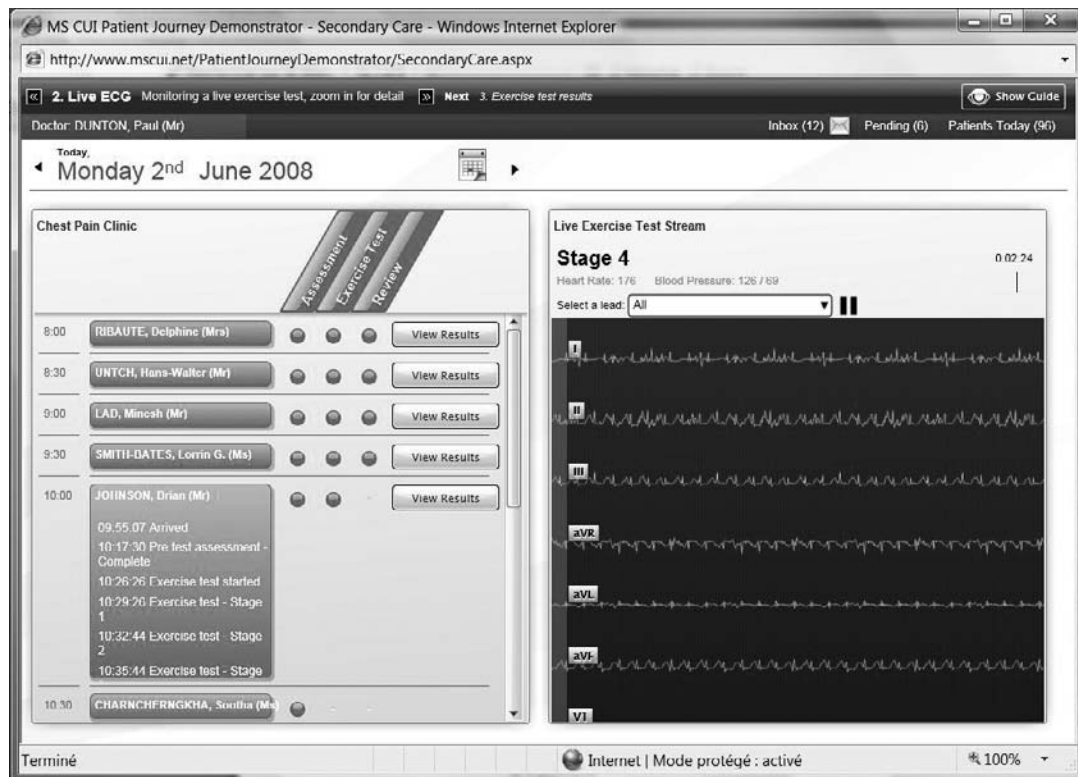 MS CUI Patient Journey Demonstrator - Secondary Care - Windows Internet Explorer
http://www.mscui.net/PatientJourneyDemonstrator/SecondaryCare.aspx
2. Live ECG Monitoring a live exercise test, zoom in for detail Next 3. Exercise test results Show Guide
Doctor: DUNTON, Paul (Mr) Inbox (12) Pending (6) Patients Today (96)
Today,
Monday 2nd June 2008
Chest Pain Clinic
Assessment
Exercise Test
Review
8:00 RIBAUTE, Delphine (Mrs) View Results
8:30 UNTCH, Hans-Walter (Mr) View Results
9:00 LAD, Minesh (Mr) View Results
9:30 SMITH-BATES, Lorrin G. (Ms) View Results
10:00 JOHNSON, Brian (Mr) - View Results
09:55:07 Arrived
10:17:30 Pre test assessment -
Complete
10:26:26 Exercise test started
10:29:26 Exercise test - Stage
1
10:32:44 Exercise test - Stage
2
10:35:44 Exercise test - Stage
10:30 CHARNCHERNGKHA, Sootha (Ms) - -
Live Exercise Test Stream
Stage 4 0:02:24
Heart Rate: 176 Blood Pressure: 126 / 69
Select a lead: All
I
II
III
aVR
aVL
aVF
V1
Terminé Internet | Mode protégé : activé 100%